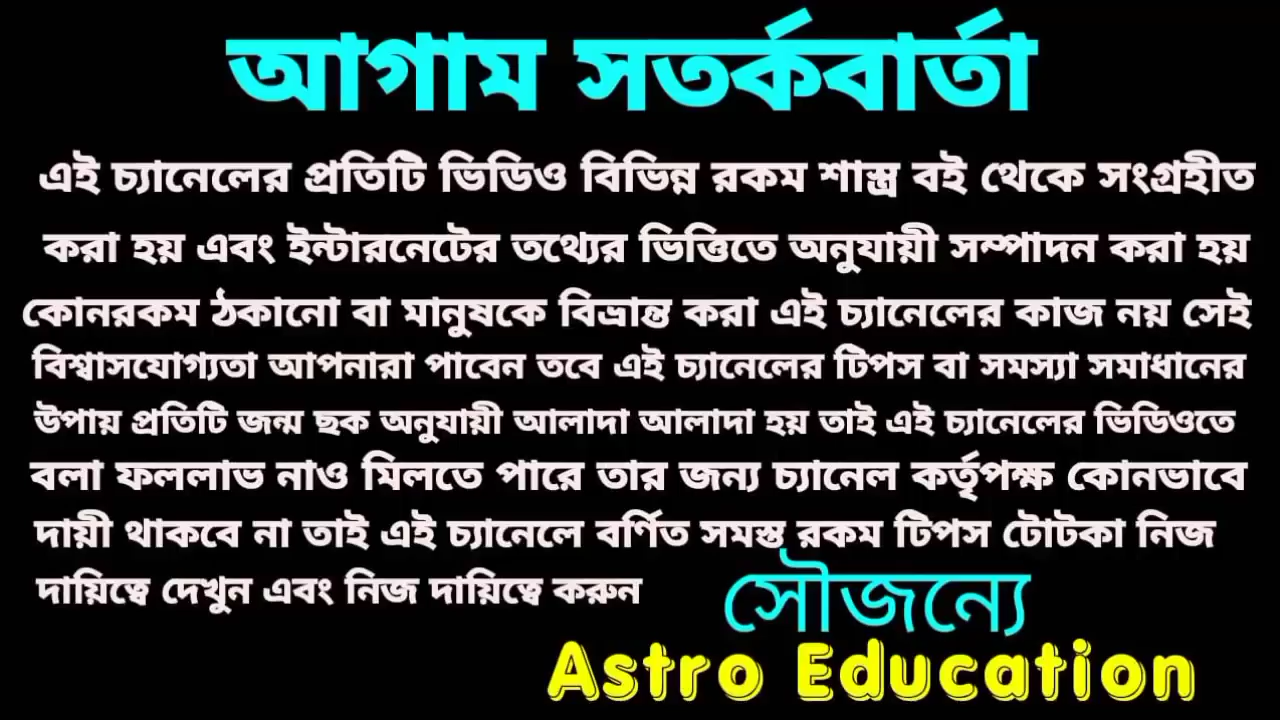 আগাম সতর্কবার্তা
এই চ্যানেলের প্রতিটি ভিডিও বিভিন্ন রকম শাস্ত্র বই থেকে সংগ্রহীত
করা হয় এবং ইন্টারনেটের তথ্যের ভিত্তিতে অনুযায়ী সম্পাদন করা হয়
কোনরকম ঠকানো বা মানুষকে বিভ্রান্ত করা এই চ্যানেলের কাজ নয় সেই
বিশ্বাসযোগ্যতা আপনারা পাবেন তবে এই চ্যানেলের টিপস বা সমস্যা সমাধানের
উপায় প্রতিটি জন্ম ছক অনুযায়ী আলাদা আলাদা হয় তাই এই চ্যানেলের ভিডিওতে
বলা ফললাভ নাও মিলতে পারে তার জন্য চ্যানেল কর্তৃপক্ষ কোনভাবে
দায়ী থাকবে না তাই এই চ্যানেলে বর্ণিত সমস্ত রকম টিপস টোটকা নিজ
দায়িত্বে দেখুন এবং নিজ দায়িত্বে করুন
সৌজন্যে
Astro Education